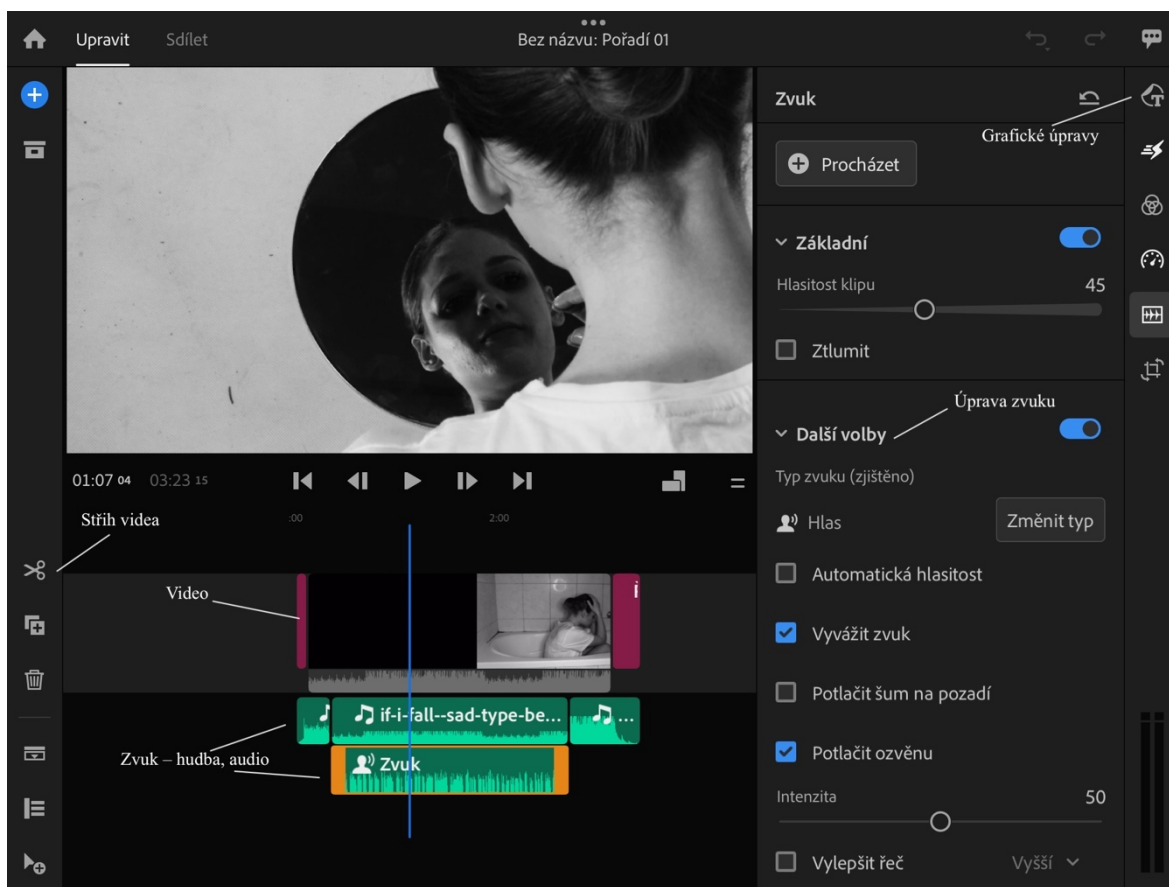 Upravit Sdílet Bez názvu: Pořadí 01
Zvuk
Grafické úpravy
Procházet
Základní
Hlasitost klipu 45
Ztlumit
Úprava zvuku
Další volby
01:07 04 03:23 15
Typ zvuku (zjištěno)
Střih videa
:00 2:00
Hlas Změnit typ
Automatická hlasitost
Video
i
Vyvážit zvuk
Potlačit šum na pozadí
if-i-fall--sad-type-be... ...
Zvuk – hudba, audio
Zvuk
Potlačit ozvěnu
Intenzita 50
Vylepšit řeč Vyšší